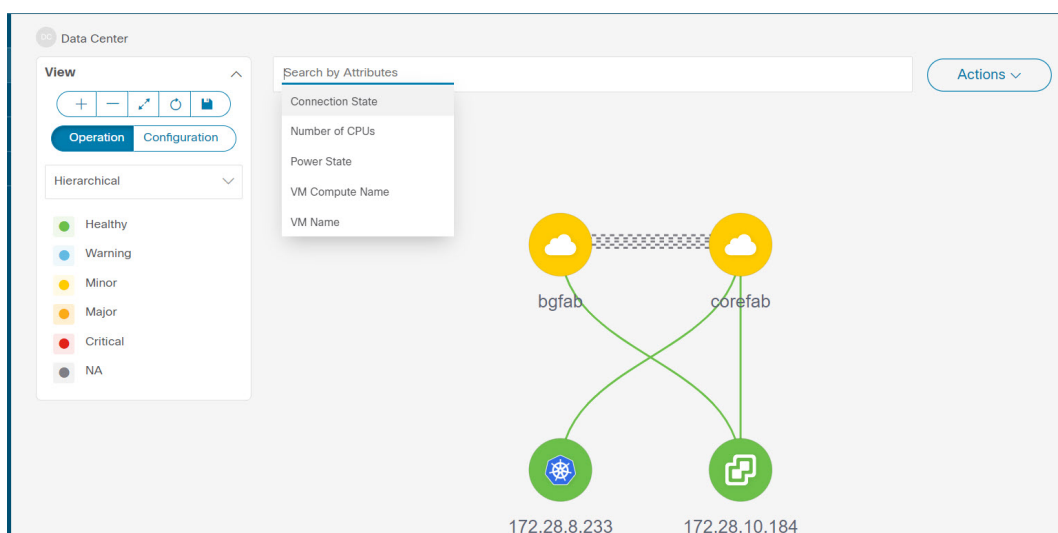 DC Data Center
View
Search by Attributes
Actions
Connection State
Operation Configuration
Number of CPUs
Power State
Hierarchical
VM Compute Name
VM Name
Healthy
Warning
Minor
Major
Critical
NA
bgfab
corefab
172.28.8.233
172.28.10.184